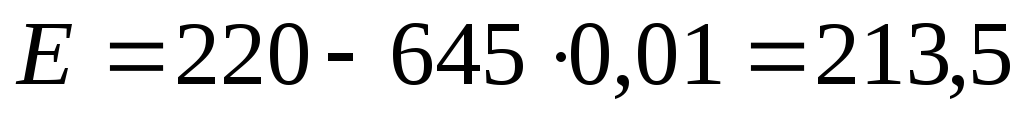 E = 220 - 645 ·0,01 = 213,5